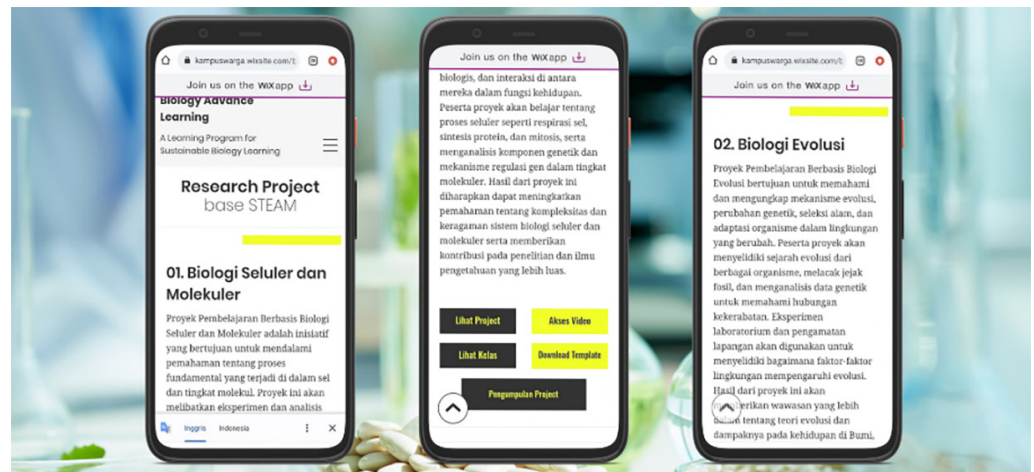 kampuswarga.wixsite.com/t
Join us on the WiXapp
Biology Advance
Learning
A Learning Program for
Sustainable Biology Learning
Research Project
base STEAM
01. Biologi Seluler dan
Molekuler
Proyek Pembelajaran Berbasis Biologi
Seluler dan Molekuler adalah inisiatif
yang bertujuan untuk mendalami
pemahaman tentang proses
fundamental yang terjadi di dalam sel
dan tingkat molekul. Proyek ini akan
melibatkan eksperimen dan analisis
Inggris Indonesia
Join us on the WiXapp
biologis, dan interaksi di antara
mereka dalam fungsi kehidupan.
Peserta proyek akan belajar tentang
proses seluler seperti respirasi sel,
sintesis protein, dan mitosis, serta
menganalisis komponen genetik dan
mekanisme regulasi gen dalam tingkat
molekuler. Hasil dari proyek ini
diharapkan dapat meningkatkan
pemahaman tentang kompleksitas dan
keragaman sistem biologi seluler dan
molekuler serta memberikan
kontribusi pada penelitian dan ilmu
pengetahuan yang lebih luas.
Lihat Project Akses Video
Lihat Kelas Download Template
Pengumpulan Project
kampuswarga.wixsite.com/t
Join us on the WiXapp
02. Biologi Evolusi
Proyek Pembelajaran Berbasis Biologi
Evolusi bertujuan untuk memahami
dan mengungkap mekanisme evolusi,
perubahan genetik, seleksi alam, dan
adaptasi organisme dalam lingkungan
yang berubah. Peserta proyek akan
menyelidiki sejarah evolusi dari
berbagai organisme, melacak jejak
fosil, dan menganalisis data genetik
untuk memahami hubungan
kekerabatan. Eksperimen
laboratorium dan pengamatan
lapangan akan digunakan untuk
menyelidiki bagaimana faktor-faktor
lingkungan mempengaruhi evolusi.
Hasil dari proyek ini akan
memberikan wawasan yang lebih
dalam tentang teori evolusi dan
dampaknya pada kehidupan di Bumi,